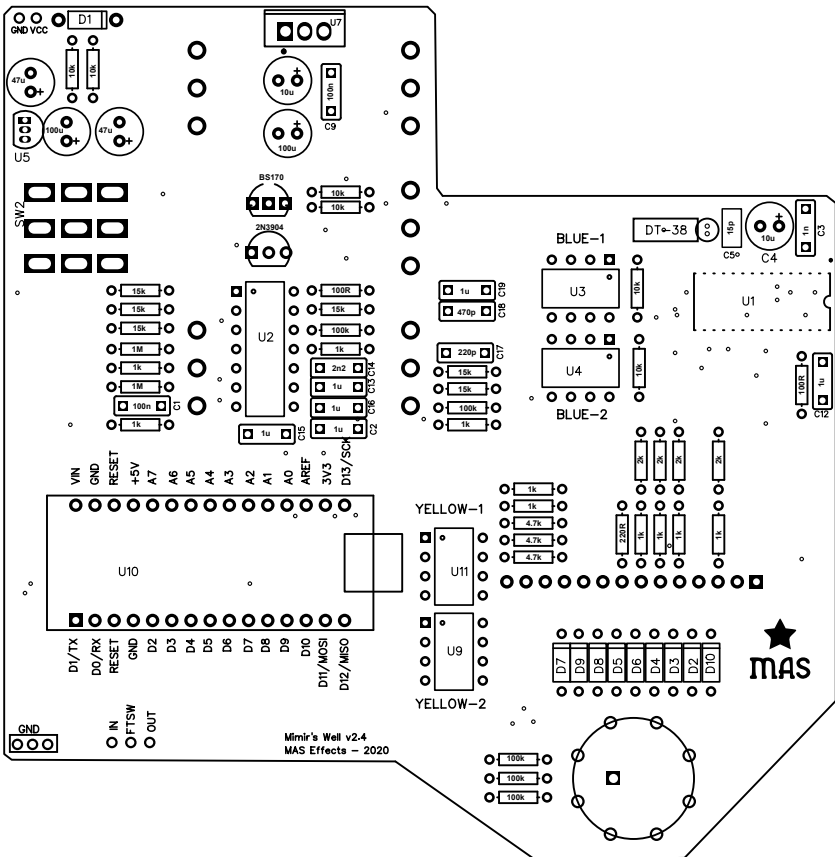 GND VCC
D1
U7
10k
10k
47u
10u
100n
C9
100u
47u
100u
U5
BS170
10k
10k
SW2
2N3904
DT-38
15p
C5
10u
C4
1n
C3
BLUE-1
U3
10k
U1
15k
15k
15k
1M
1k
1M
100n
C1
1k
U2
100R
15k
100k
1k
2n2
C14
1u
C13
1u
C16
1u
C2
1u
C15
1u
C19
470p
C18
220p
C17
15k
15k
100k
1k
U4
10k
BLUE-2
100R
1u
C12
2k
2k
2k
2k
VIN
GND
RESET
+5V
A7
A6
A5
A4
A3
A2
A1
A0
AREF
3V3
D13/SCK
YELLOW-1
1k
1k
4.7k
4.7k
4.7k
220R
1k
1k
1k
1k
U10
U11
D1/TX
D0/RX
RESET
GND
D2
D3
D4
D5
D6
D7
D8
D9
D10
D11/MOSI
D12/MISO
U9
YELLOW-2
D7
D9
D8
D5
D6
D4
D3
D2
D10
MAS
GND
IN
FTSW
OUT
Mimir's Well v2.4
MAS Effects - 2020
100k
100k
100k